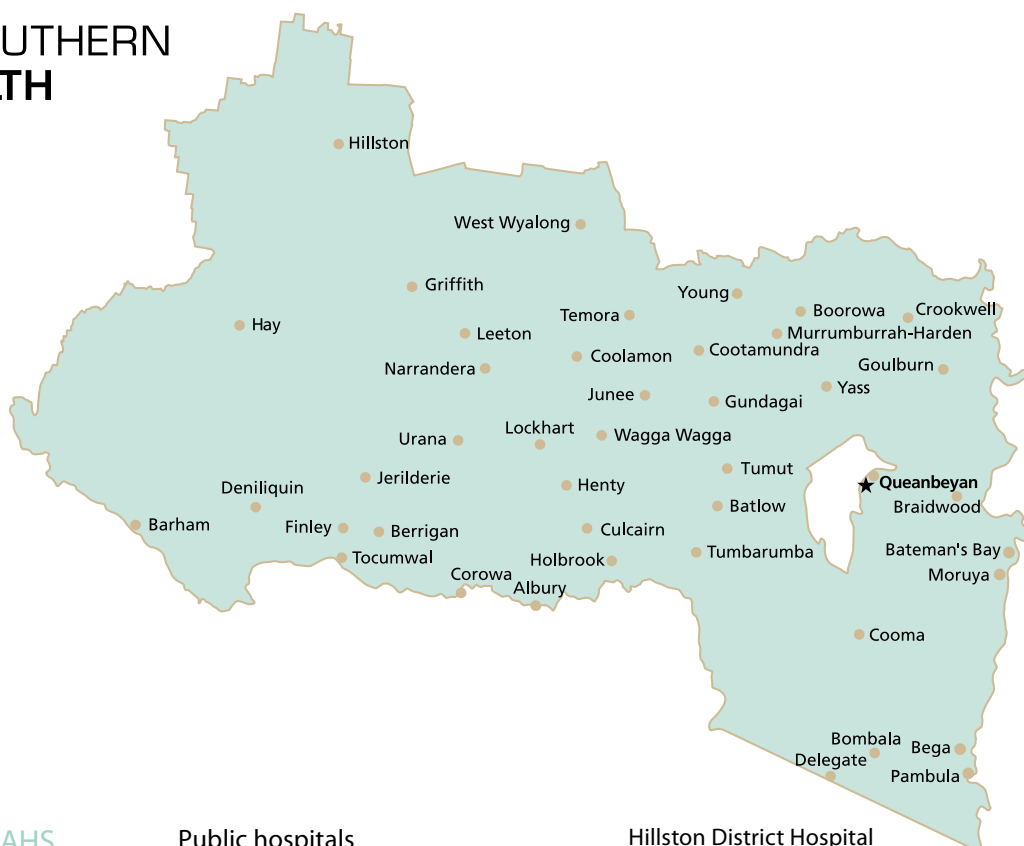 UTHERN
LTH
Hillston
West Wyalong
Griffith
Young
Crookwell
Boorowa
Temora
Hay
Leeton
Murrumburrah-Harden
Cootamundra
Coolamon
Goulburn
Narrandera
Yass
Junee
Gundagai
Lockhart
Wagga Wagga
Urana
Tumut
Jerilderie
Queanbeyan
Henty
Deniliquin
Batlow
Braidwood
Barham
Finley
Berrigan
Culcairn
Bateman's Bay
Tumbarumba
Tocumwal
Holbrook
Corowa
Moruya
Albury
Cooma
Bombala
Bega
Delegate
Pambula
AHS
Public hospitals
Hillston District Hospital